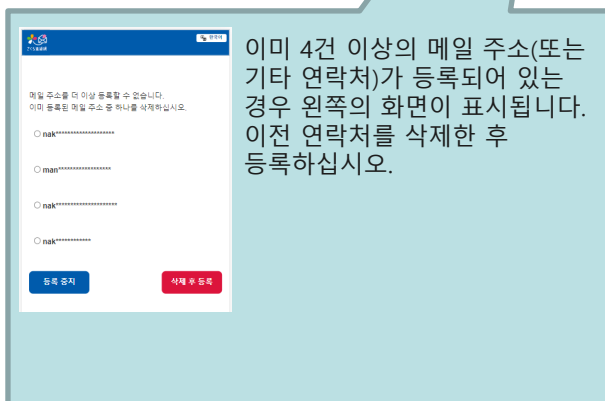 한국어
메일 주소를 더 이상 등록할 수 없습니다.
이미 등록된 메일 주소 중 하나를 삭제하십시오.
nak********************
man******************
nak*********************
nak************
등록 중지
삭제 후 등록
이미 4건 이상의 메일 주소(또는
기타 연락처)가 등록되어 있는
경우 왼쪽의 화면이 표시됩니다.
이전 연락처를 삭제한 후
등록하십시오.